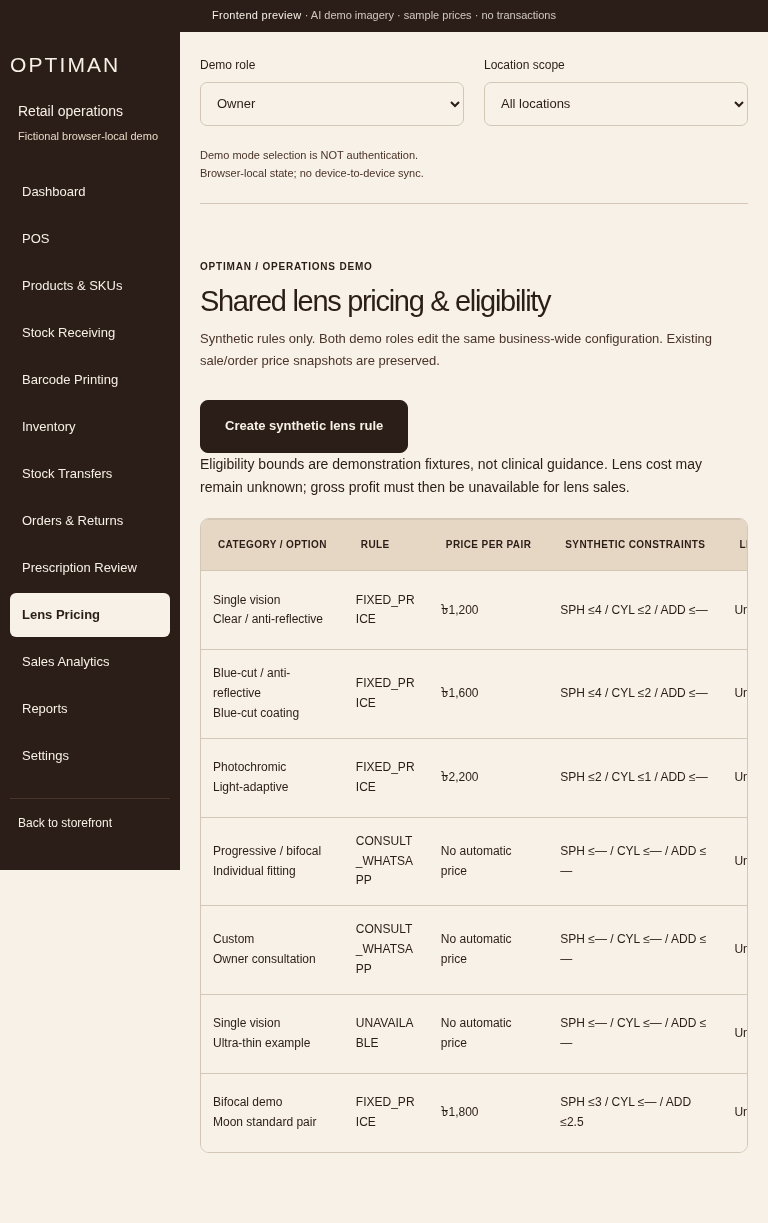 Frontend preview · AI demo imagery · sample prices · no transactions
OPTIMAN
Retail operations
Fictional browser-local demo
Dashboard
POS
Products & SKUs
Stock Receiving
Barcode Printing
Inventory
Stock Transfers
Orders & Returns
Prescription Review
Lens Pricing
Sales Analytics
Reports
Settings
Back to storefront
Demo role
Location scope
Owner
All locations
Demo mode selection is NOT authentication.
Browser-local state; no device-to-device sync.
OPTIMAN / OPERATIONS DEMO
Shared lens pricing & eligibility
Synthetic rules only. Both demo roles edit the same business-wide configuration. Existing
sale/order price snapshots are preserved.
Create synthetic lens rule
Eligibility bounds are demonstration fixtures, not clinical guidance. Lens cost may
remain unknown; gross profit must then be unavailable for lens sales.
CATEGORY / OPTION RULE PRICE PER PAIR SYNTHETIC CONSTRAINTS
Single vision
Clear / anti-reflective
FIXED_PR
ICE
৳1,200
SPH ≤4 / CYL ≤2 / ADD ≤—
Blue-cut / anti-
reflective
Blue-cut coating
FIXED_PR
ICE
৳1,600
SPH ≤4 / CYL ≤2 / ADD ≤—
Photochromic
Light-adaptive
FIXED_PR
ICE
৳2,200
SPH ≤2 / CYL ≤1 / ADD ≤—
Progressive / bifocal
Individual fitting
CONSULT
_WHATSA
PP
No automatic
price
SPH ≤— / CYL ≤— / ADD ≤
—
Custom
Owner consultation
CONSULT
_WHATSA
PP
No automatic
price
SPH ≤— / CYL ≤— / ADD ≤
—
Single vision
Ultra-thin example
UNAVAILA
BLE
No automatic
price
SPH ≤— / CYL ≤— / ADD ≤
—
Bifocal demo
Moon standard pair
FIXED_PR
ICE
৳1,800
SPH ≤3 / CYL ≤— / ADD
≤2.5